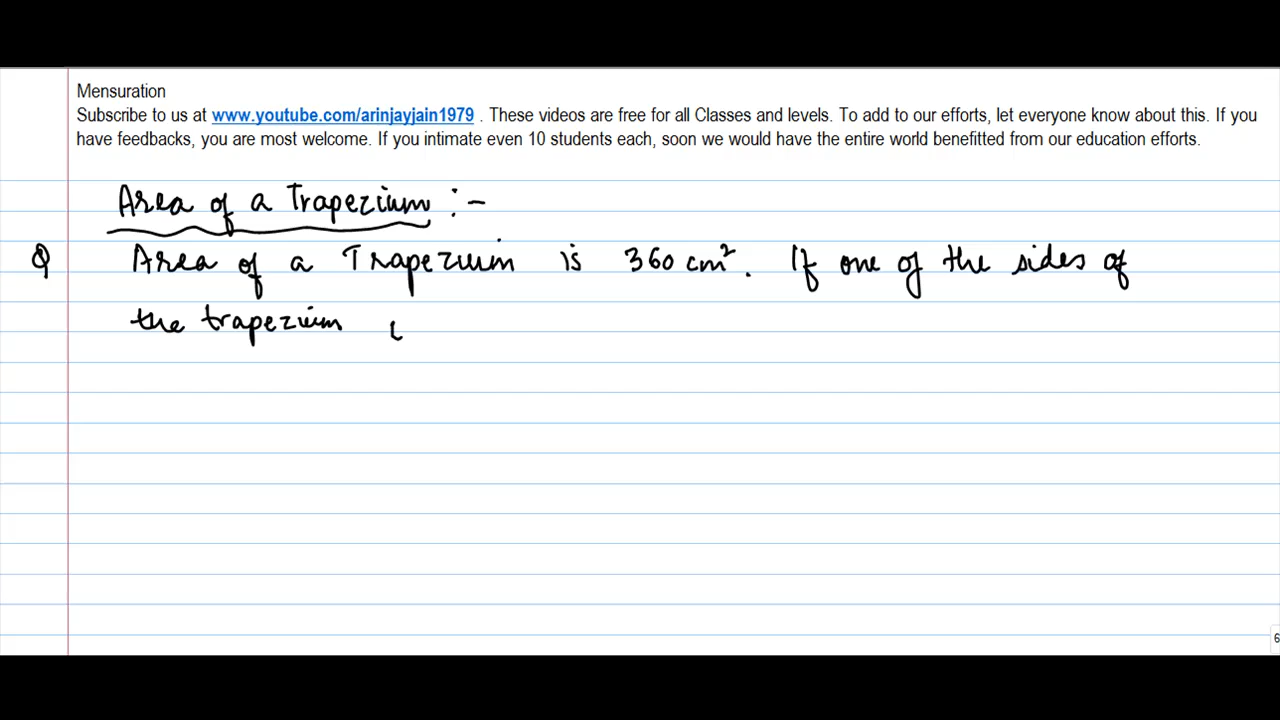 Mensuration
Subscribe to us at www.youtube.com/arinjayjain1979 . These videos are free for all Classes and levels. To add to our efforts, let everyone know about this. If you
have feedbacks, you are most welcome. If you intimate even 10 students each, soon we would have the entire world benefitted from our education efforts.
Area of a Trapezium :-
Q Area of a Trapezium is 360 cm². If one of the sides of
the trapezium
6